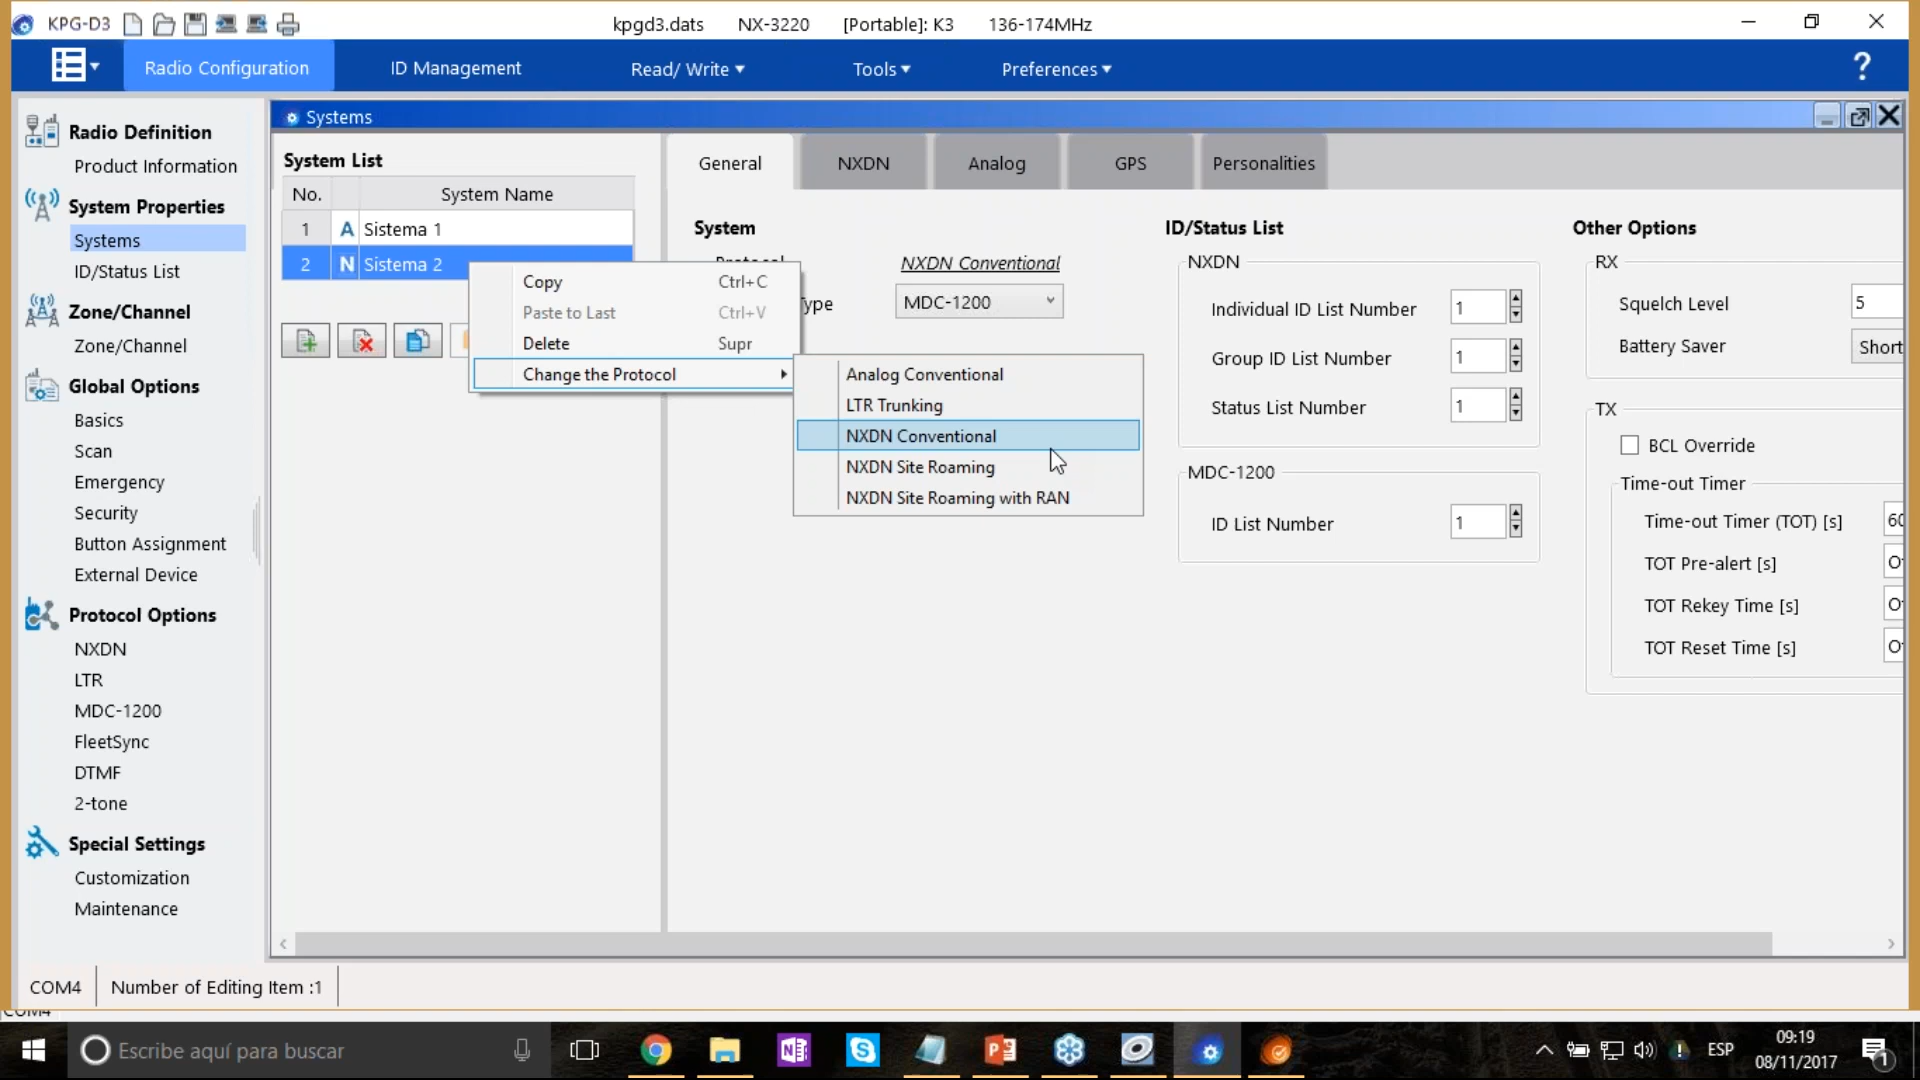 KPG-D3 kpgd3.dats NX-3220 [Portable]: K3 136-174MHz
Radio Configuration ID Management Read/ Write Tools Preferences ?
Radio Definition
Product Information
System Properties
Systems
ID/Status List
Zone/Channel
Zone/Channel
Global Options
Basics
Scan
Emergency
Security
Button Assignment
External Device
Protocol Options
NXDN
LTR
MDC-1200
FleetSync
DTMF
2-tone
Special Settings
Customization
Maintenance
Systems
System List
No. System Name
1 A Sistema 1
2 N Sistema 2
Copy Ctrl+C
Paste to Last Ctrl+V
Delete Supr
Change the Protocol
Analog Conventional
LTR Trunking
NXDN Conventional
NXDN Site Roaming
NXDN Site Roaming with RAN
General NXDN Analog GPS Personalities
System
Protocol NXDN Conventional
ype MDC-1200
ID/Status List
NXDN
Individual ID List Number 1
Group ID List Number 1
Status List Number 1
MDC-1200
ID List Number 1
Other Options
RX
Squelch Level 5
Battery Saver Short
TX
BCL Override
Time-out Timer
Time-out Timer (TOT) [s] 60
TOT Pre-alert [s]
TOT Rekey Time [s]
TOT Reset Time [s]
COM4 Number of Editing Item :1
COM4
Escribe aquí para buscar
N
S
P
ESP
09:19
08/11/2017
1